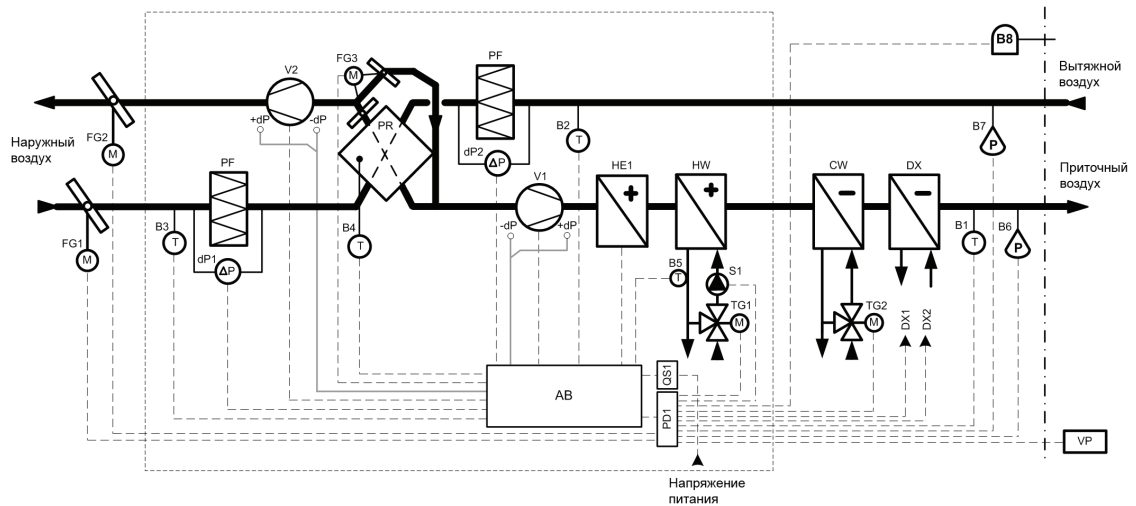 B8
Вытяжной
воздух
FG3
M
PF
V2
+dP
-dP
PR
B2
T
B7
P
Наружный
воздух
FG2
M
dP2
ΔP
PF
V1
HE1
+
HW
+
CW
−
DX
−
Приточный
воздух
-dP
+dP
FG1
M
B3
T
dP1
ΔP
B4
T
B5
T
S1
B1
T
B6
P
TG1
M
TG2
M
DX1
DX2
AB
QS1
PD1
VP
Напряжение
питания